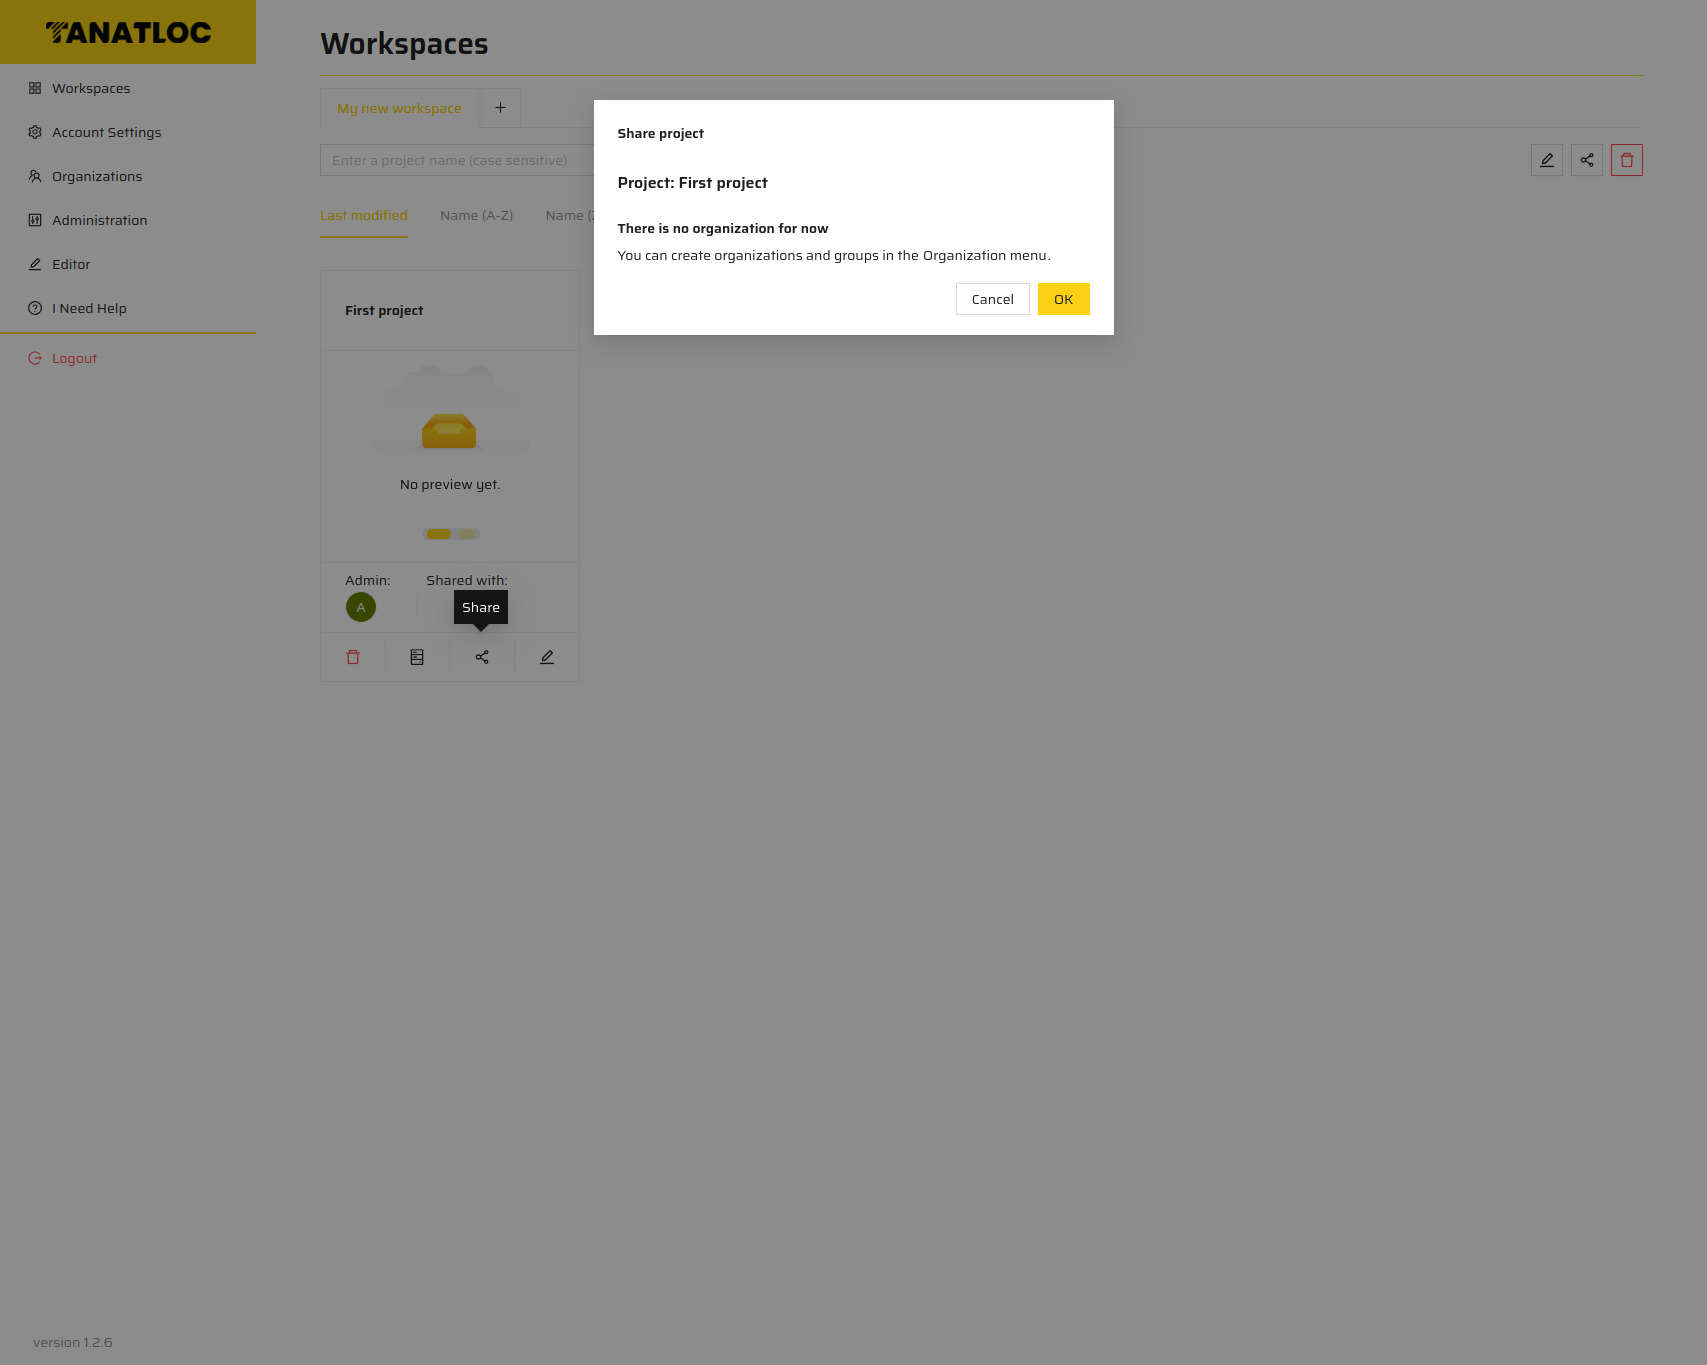 TANATLOC
Workspaces
Account Settings
Organizations
Administration
Editor
I Need Help
Logout
version 1.2.6
Workspaces
My new workspace
Enter a project name (case sensitive)
Last modified
Name (A-Z)
Name (
First project
No preview yet.
Admin:
Shared with:
A
Share
Share project
Project: First project
There is no organization for now
You can create organizations and groups in the Organization menu.
Cancel
OK